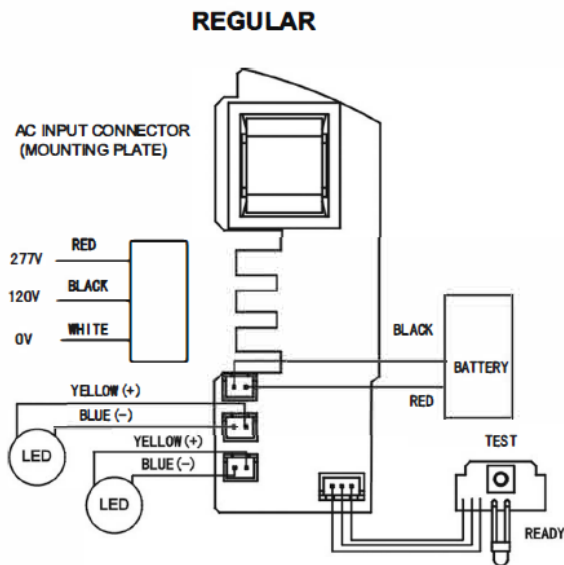 REGULAR
AC INPUT CONNECTOR
(MOUNTING PLATE)
277V
RED
120V
BLACK
0V
WHITE
BLACK
BATTERY
RED
YELLOW(+)
BLUE(-)
LED
YELLOW(+)
BLUE(-)
LED
TEST
READY